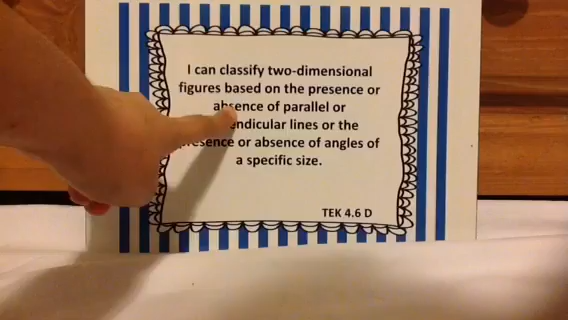 I can classify two-dimensional
figures based on the presence or
absence of parallel or
lines or the
or absence of angles of
a specific size.
TEK 4.6 D